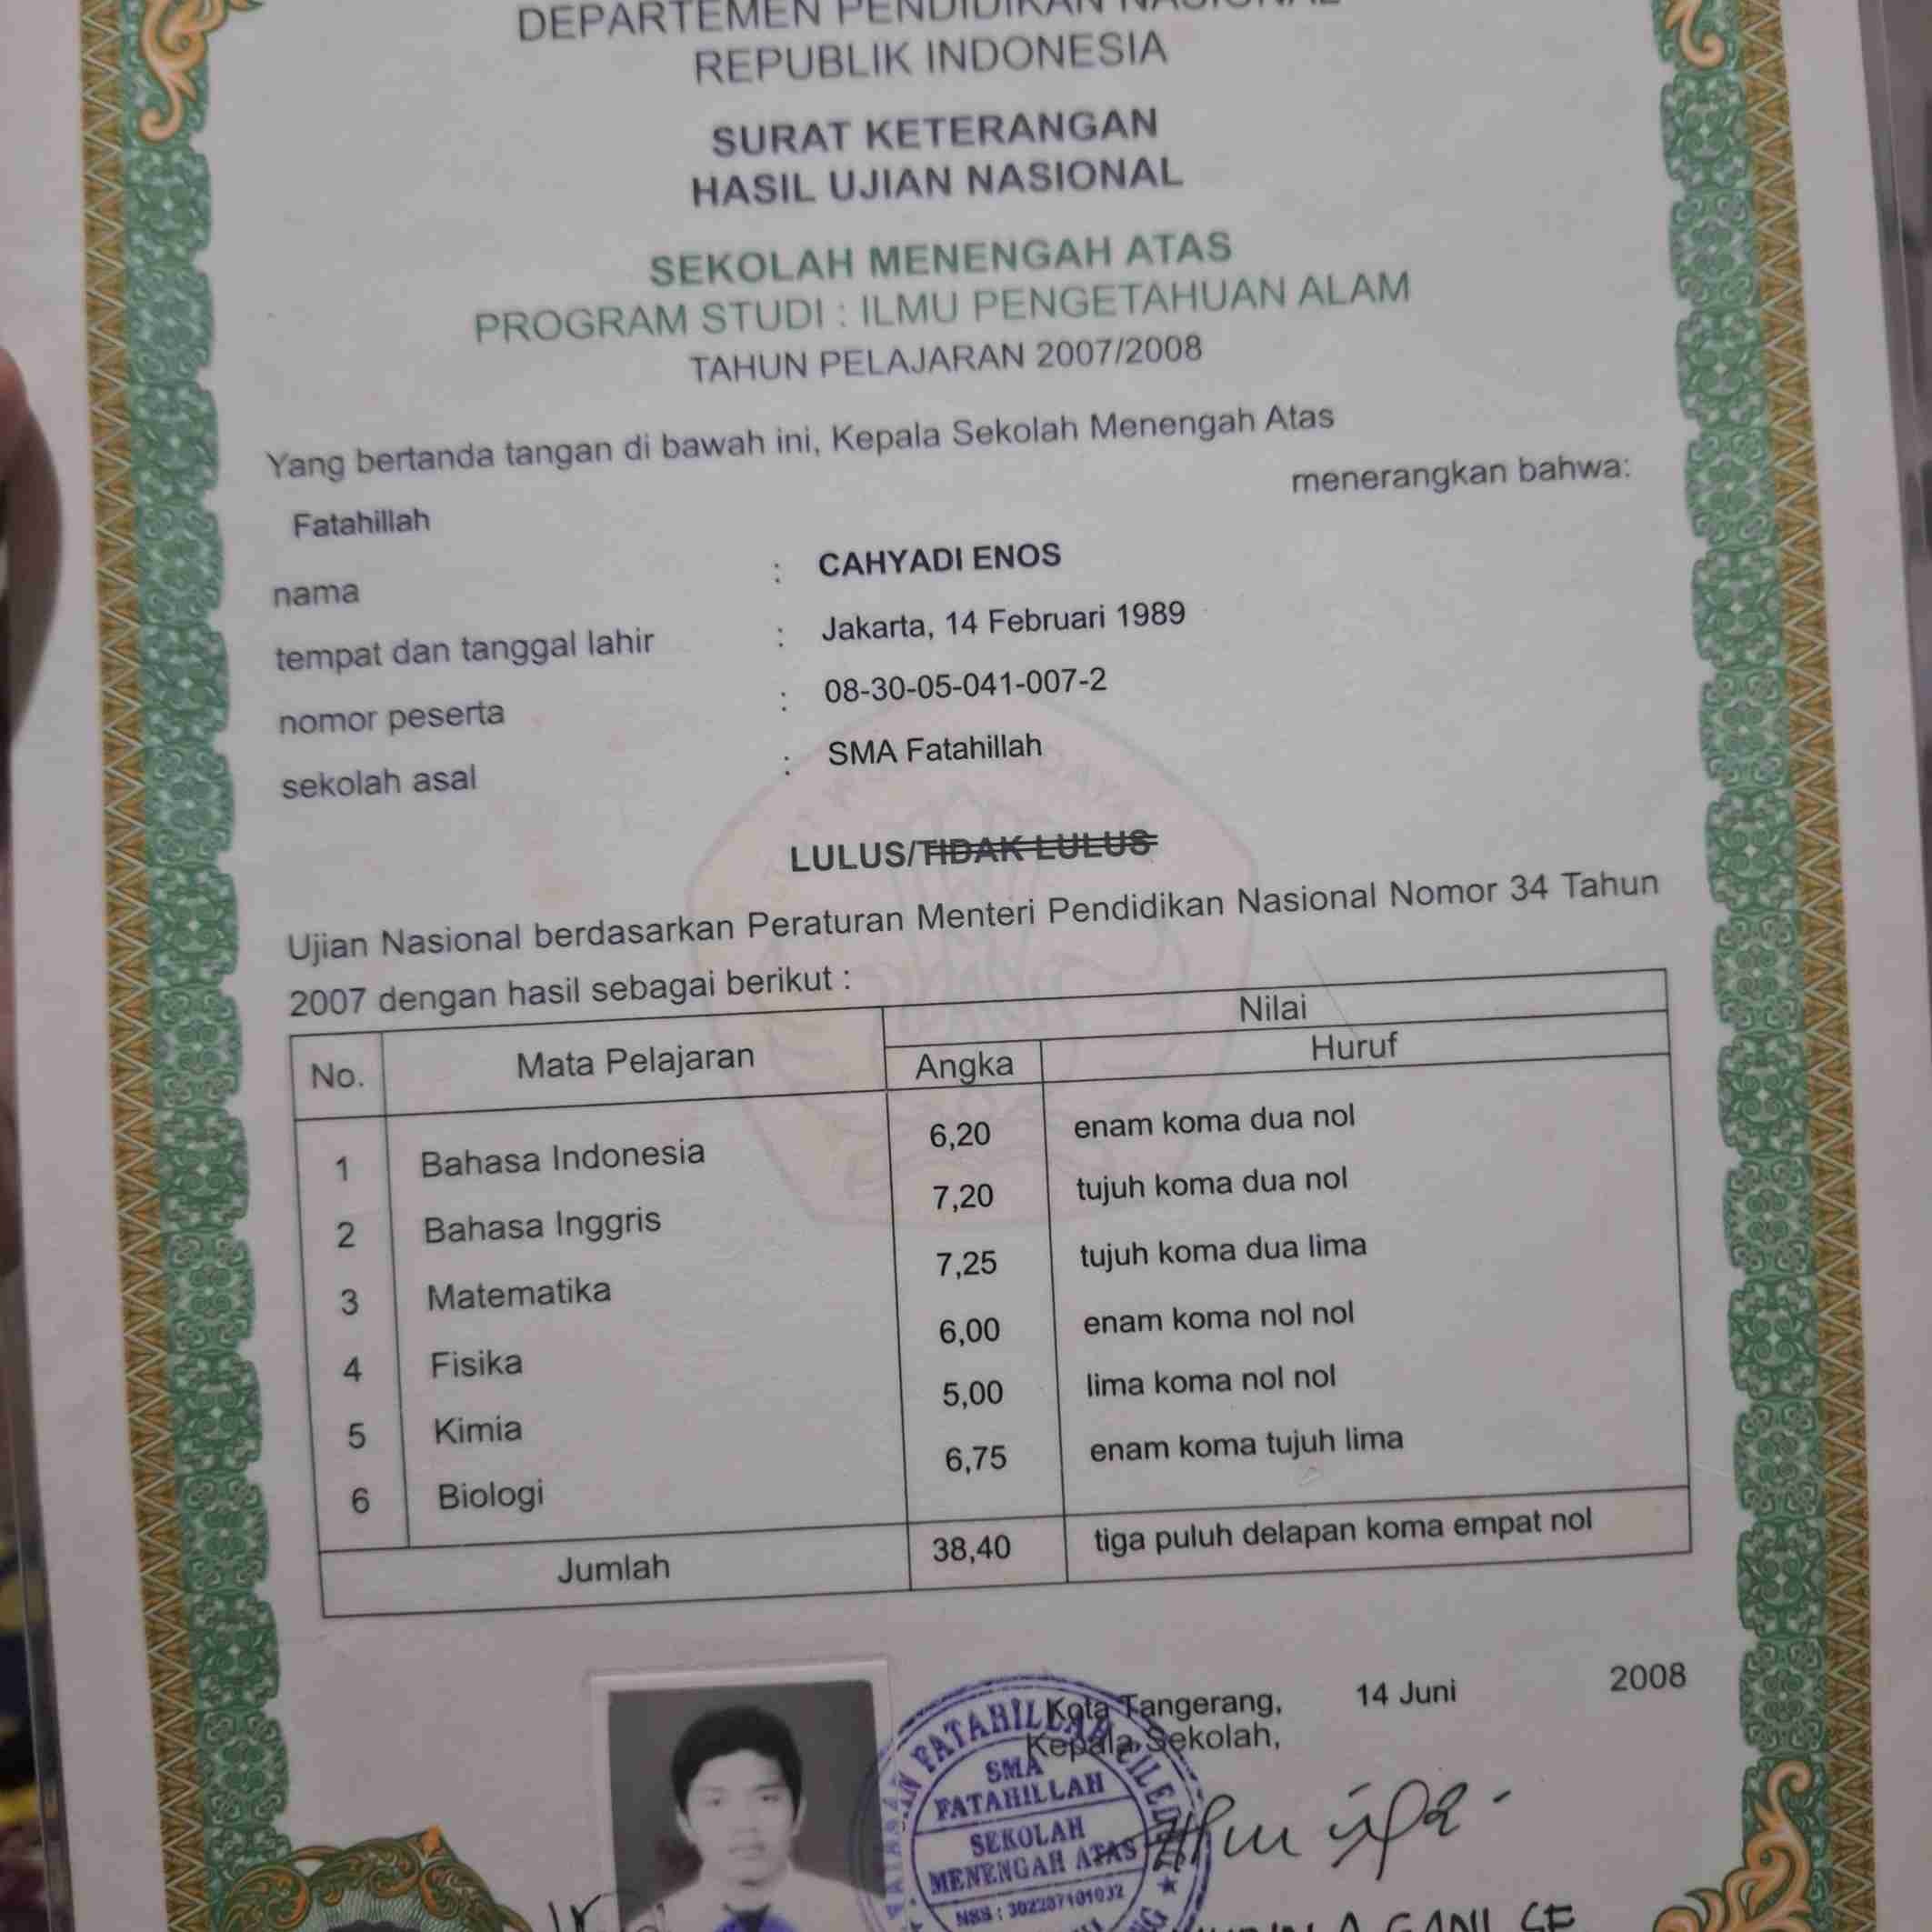 DEPARTEMEN PENDIDIKAN NASIONAL
REPUBLIK INDONESIA
SURAT KETERANGAN
HASIL UJIAN NASIONAL
SEKOLAH MENENGAH ATAS
PROGRAM STUDI : ILMU PENGETAHUAN ALAM
TAHUN PELAJARAN 2007/2008
Yang bertanda tangan di bawah ini, Kepala Sekolah Menengah Atas
Fatahillah menerangkan bahwa:
nama : CAHYADI ENOS
tempat dan tanggal lahir : Jakarta, 14 Februari 1989
nomor peserta : 08-30-05-041-007-2
sekolah asal : SMA Fatahillah
LULUS/TIDAK LULUS
Ujian Nasional berdasarkan Peraturan Menteri Pendidikan Nasional Nomor 34 Tahun
2007 dengan hasil sebagai berikut :
No. Mata Pelajaran Nilai
Angka Huruf
1 Bahasa Indonesia 6,20 enam koma dua nol
2 Bahasa Inggris 7,20 tujuh koma dua nol
3 Matematika 7,25 tujuh koma dua lima
4 Fisika 6,00 enam koma nol nol
5 Kimia 5,00 lima koma nol nol
6 Biologi 6,75 enam koma tujuh lima
Jumlah 38,40 tiga puluh delapan koma empat nol
Kota Tangerang, 14 Juni 2008
Kepala Sekolah,
FATAHILLAH
SMA
FATAHILLAH
SEKOLAH
MENENGAH ATAS
NSS : 302287101032